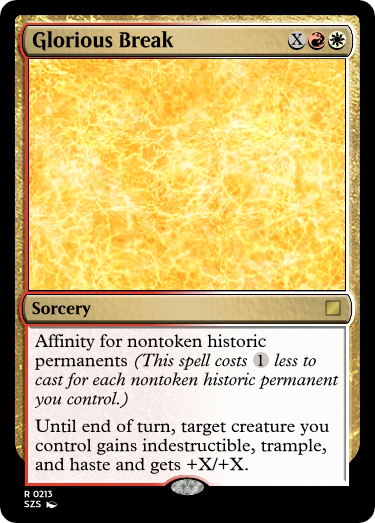 Glorious Break X
Sorcery
Affinity for nontoken historic
permanents (This spell costs 1 less to
cast for each nontoken historic permanent
you control.)
Until end of turn, target creature you
control gains indestructible, trample,
and haste and gets +X/+X.
R 0213
SZS